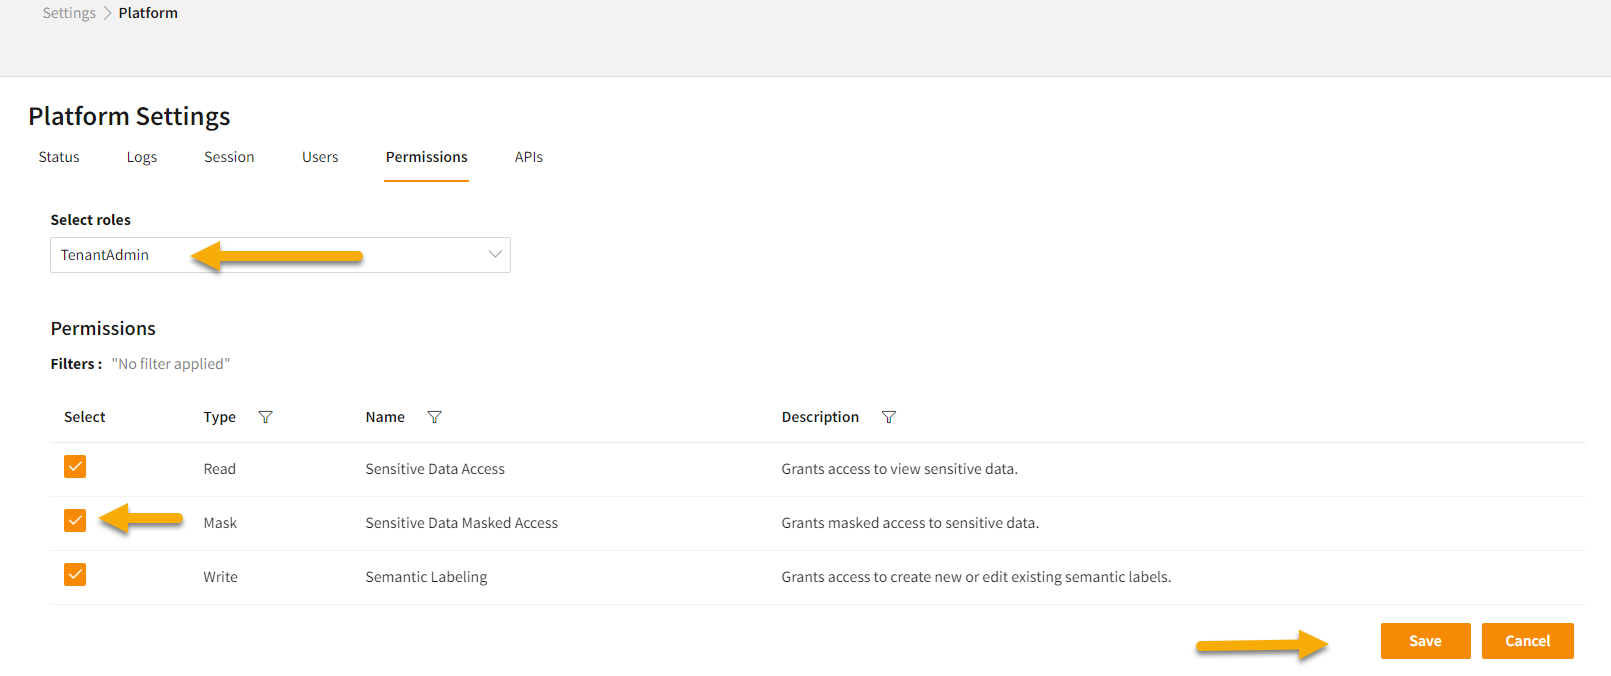 Settings > Platform
Platform Settings
Status Logs Session Users Permissions APIs
Select roles
TenantAdmin
Permissions
Filters : "No filter applied"
Select Type Name Description
Read Sensitive Data Access Grants access to view sensitive data.
Mask Sensitive Data Masked Access Grants masked access to sensitive data.
Write Semantic Labeling Grants access to create new or edit existing semantic labels.
Save Cancel